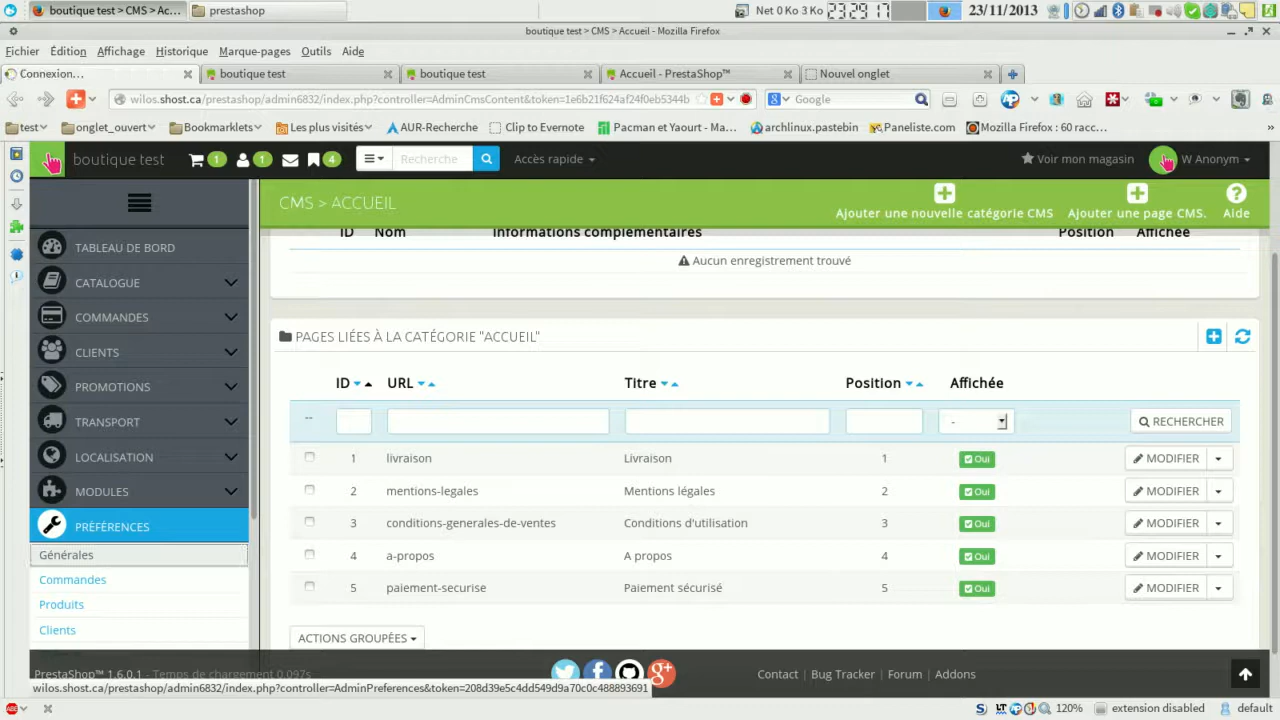 boutique test > CMS > Ac...
prestashop
Net 0 Ko 3 Ko
23:29 17
23/11/2013
boutique test > CMS > Accueil - Mozilla Firefox
Fichier Édition Affichage Historique Marque-pages Outils Aide
Connexion...
boutique test
boutique test
Accueil - PrestaShop™
Nouvel onglet
wilos.shost.ca/prestashop/admin6832/index.php?controller=AdminCmsContent&token=1e6b21f624af24f0eb5344b
Google
test
onglet_ouvert
Bookmarklets
Les plus visités
AUR-Recherche
Clip to Evernote
Pacman et Yaourt - Ma...
archlinux.pastebin
Paneliste.com
Mozilla Firefox : 60 racc...
»
boutique test
1
1
4
Recherche
Accès rapide
Voir mon magasin
W Anonym
CMS > ACCUEIL
Ajouter une nouvelle catégorie CMS
Ajouter une page CMS.
Aide
TABLEAU DE BORD
CATALOGUE
COMMANDES
CLIENTS
PROMOTIONS
TRANSPORT
LOCALISATION
MODULES
PRÉFÉRENCES
Générales
Commandes
Produits
Clients
ID Nom Informations complémentaires Position Affichée
Aucun enregistrement trouvé
PAGES LIÉES À LA CATÉGORIE "ACCUEIL"
ID URL Titre Position Affichée
-- - RECHERCHER
1 livraison Livraison 1 Oui MODIFIER
2 mentions-legales Mentions légales 2 Oui MODIFIER
3 conditions-generales-de-ventes Conditions d'utilisation 3 Oui MODIFIER
4 a-propos A propos 4 Oui MODIFIER
5 paiement-securise Paiement sécurisé 5 Oui MODIFIER
ACTIONS GROUPÉES
PrestaShop™ 1.6.0.1 - Temps de chargement 0.097s
Contact | Bug Tracker | Forum | Addons
wilos.shost.ca/prestashop/admin6832/index.php?controller=AdminPreferences&token=208d39e5c4dd549d9a70c0c488893691
ABP
120%
extension disabled
default